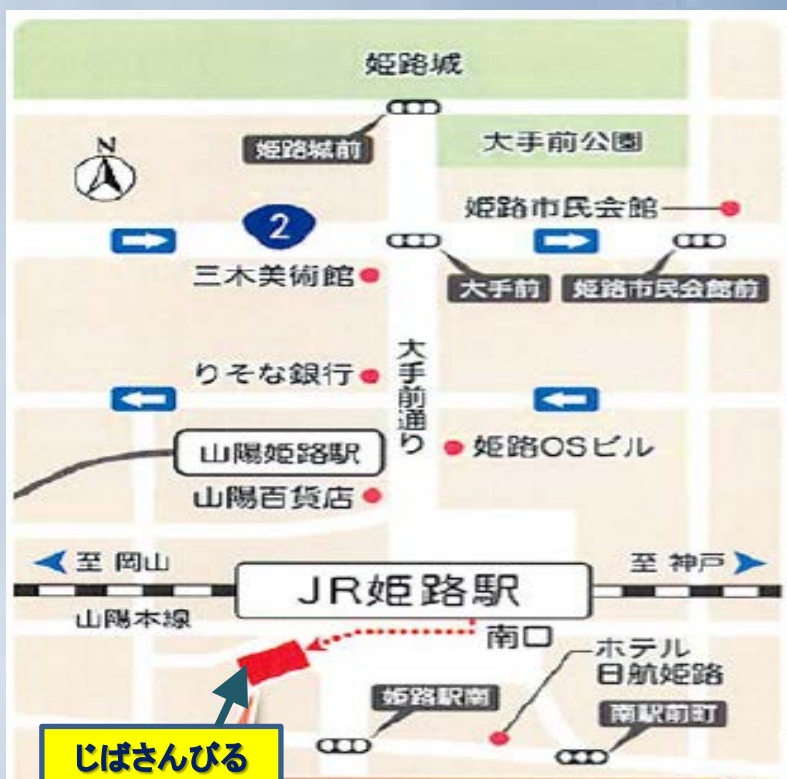 姫路城
N
姫路城前
大手前公園
姫路市民会館
2
三木美術館
大手前
姫路市民会館前
りそな銀行
大手前通り
山陽姫路駅
姫路OSビル
山陽百貨店
至 岡山
至 神戸
JR姫路駅
山陽本線
南口
ホテル
日航姫路
姫路駅南
南駅前町
じばさんびる